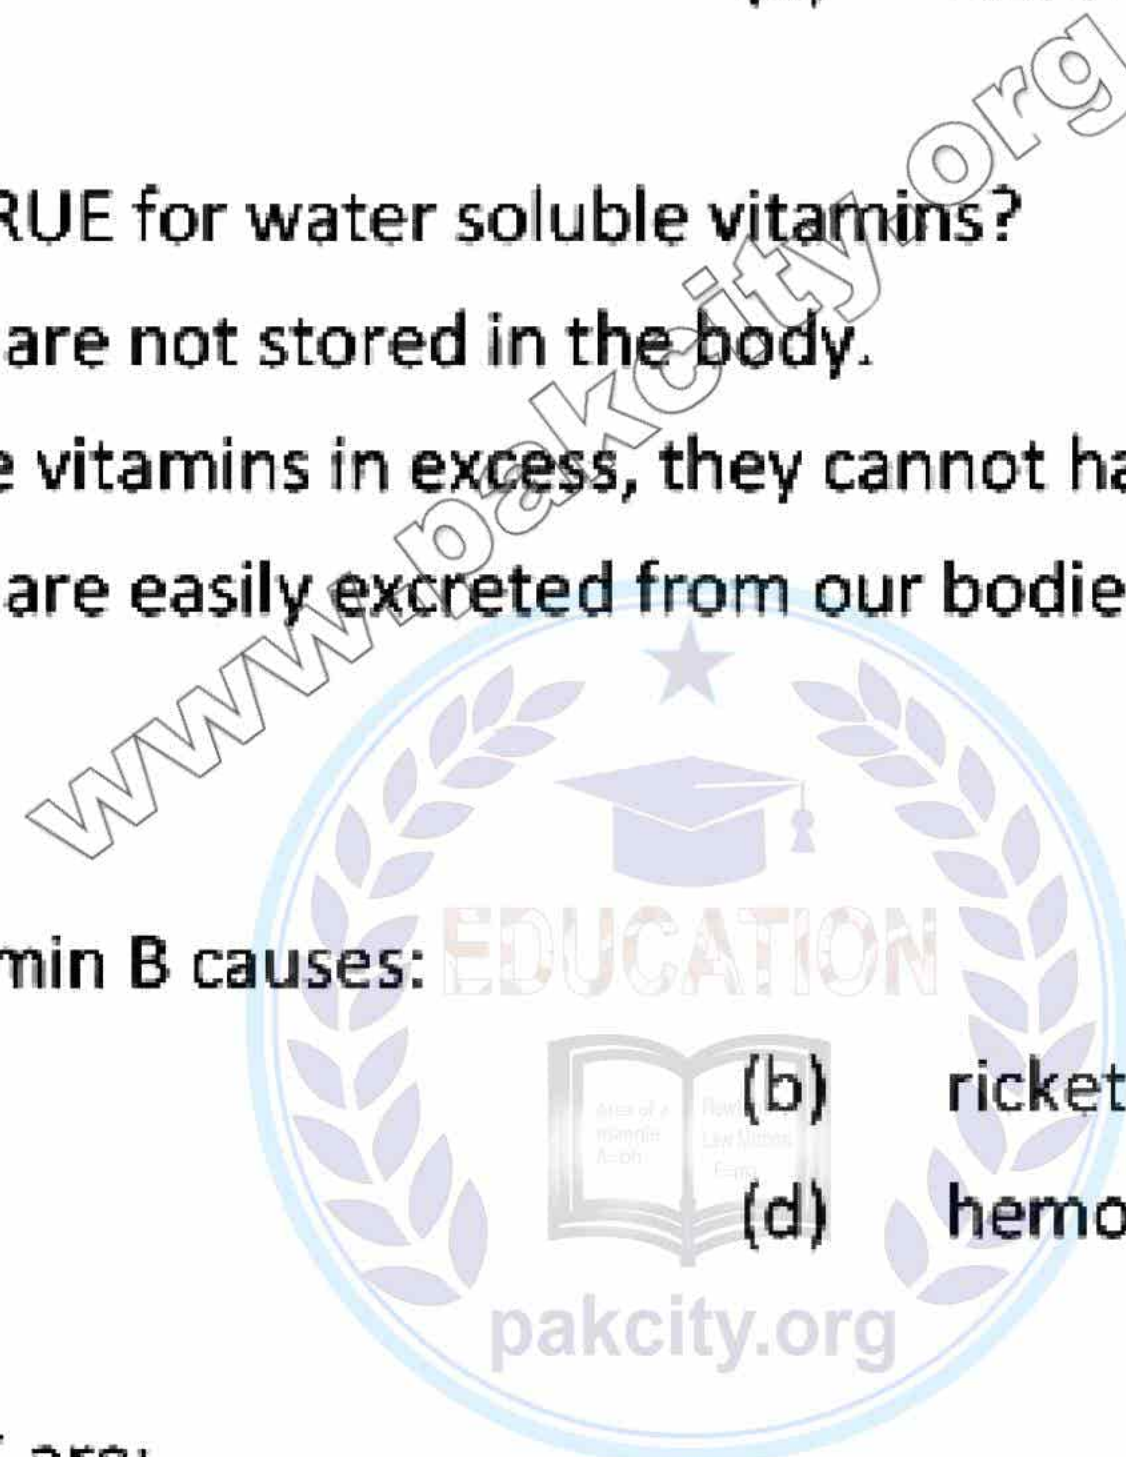 RUE for water soluble vitamins?
are not stored in the body.
e vitamins in excess, they cannot ha
are easily excreted from our bodie
www.pakcity.org
min B causes:
EDUCATION
(b) ricket
(d) hemo
pakcity.org
are: